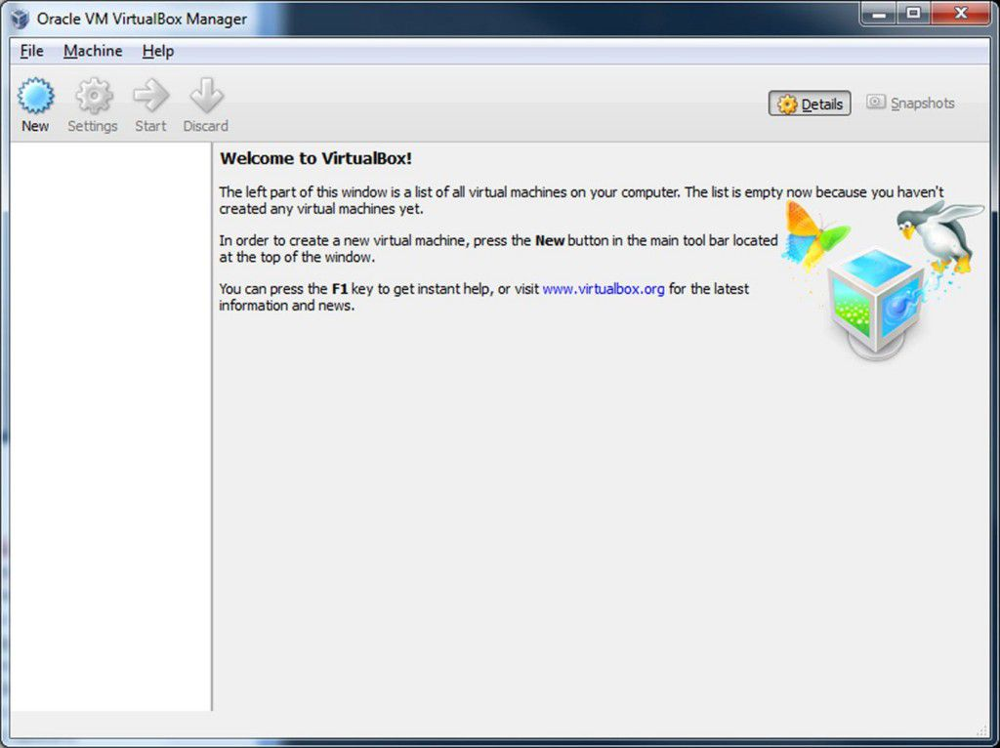 Oracle VM VirtualBox Manager
File Machine Help
New Settings Start Discard Details Snapshots
Welcome to VirtualBox!
The left part of this window is a list of all virtual machines on your computer. The list is empty now because you haven't
created any virtual machines yet.
In order to create a new virtual machine, press the New button in the main tool bar located
at the top of the window.
You can press the F1 key to get instant help, or visit www.virtualbox.org for the latest
information and news.